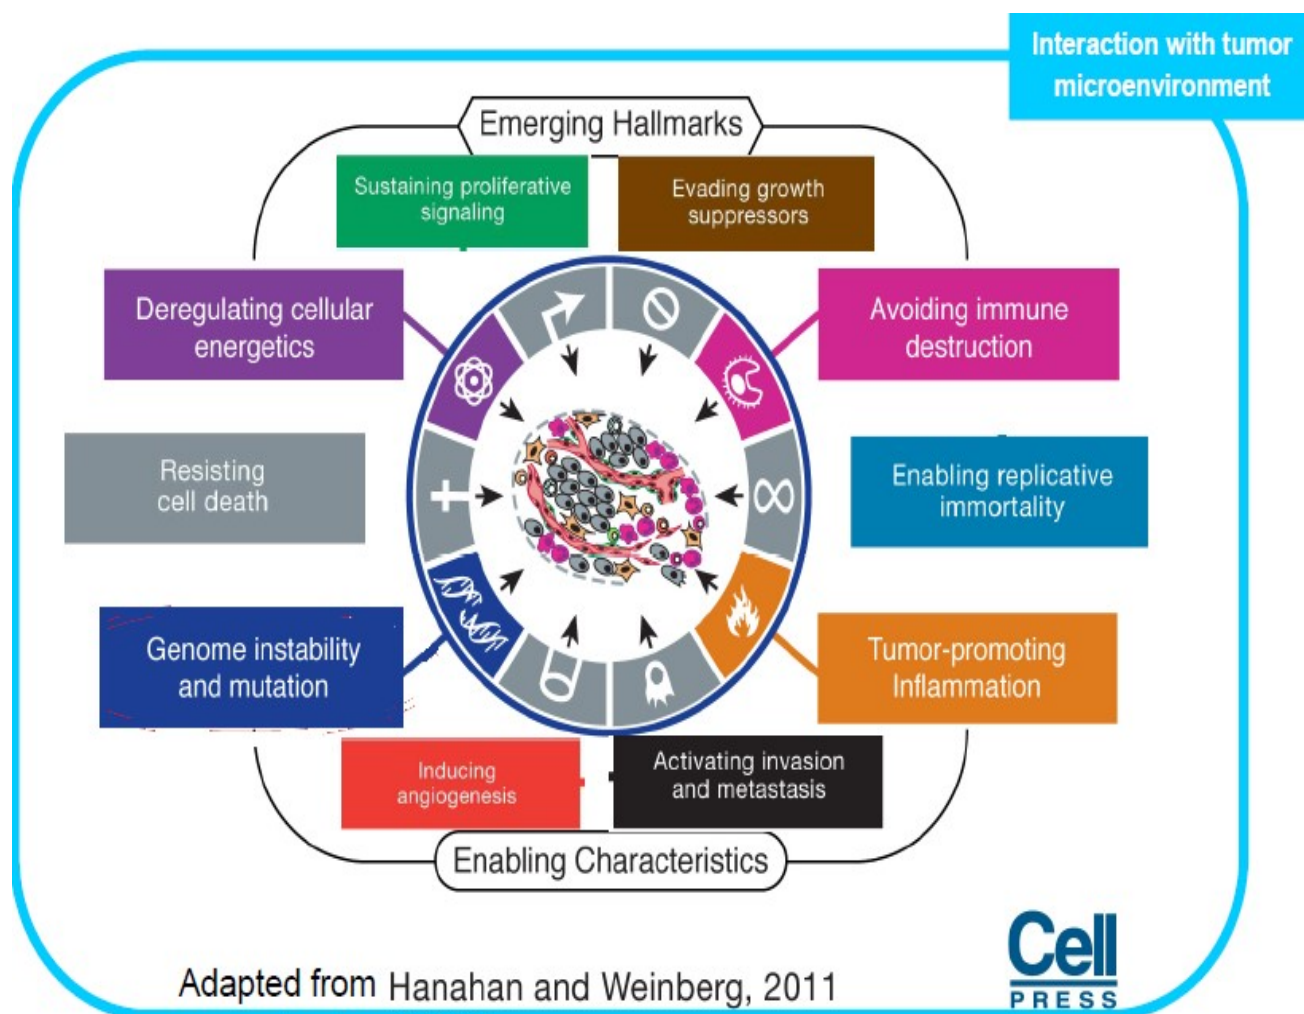 Interaction with tumor
microenvironment
Emerging Hallmarks
Sustaining proliferative
signaling
Evading growth
suppressors
Deregulating cellular
energetics
Avoiding immune
destruction
Resisting
cell death
Enabling replicative
immortality
Genome instability
and mutation
Tumor-promoting
Inflammation
Inducing
angiogenesis
Activating invasion
and metastasis
Enabling Characteristics
Adapted from Hanahan and Weinberg, 2011
Cell
PRESS